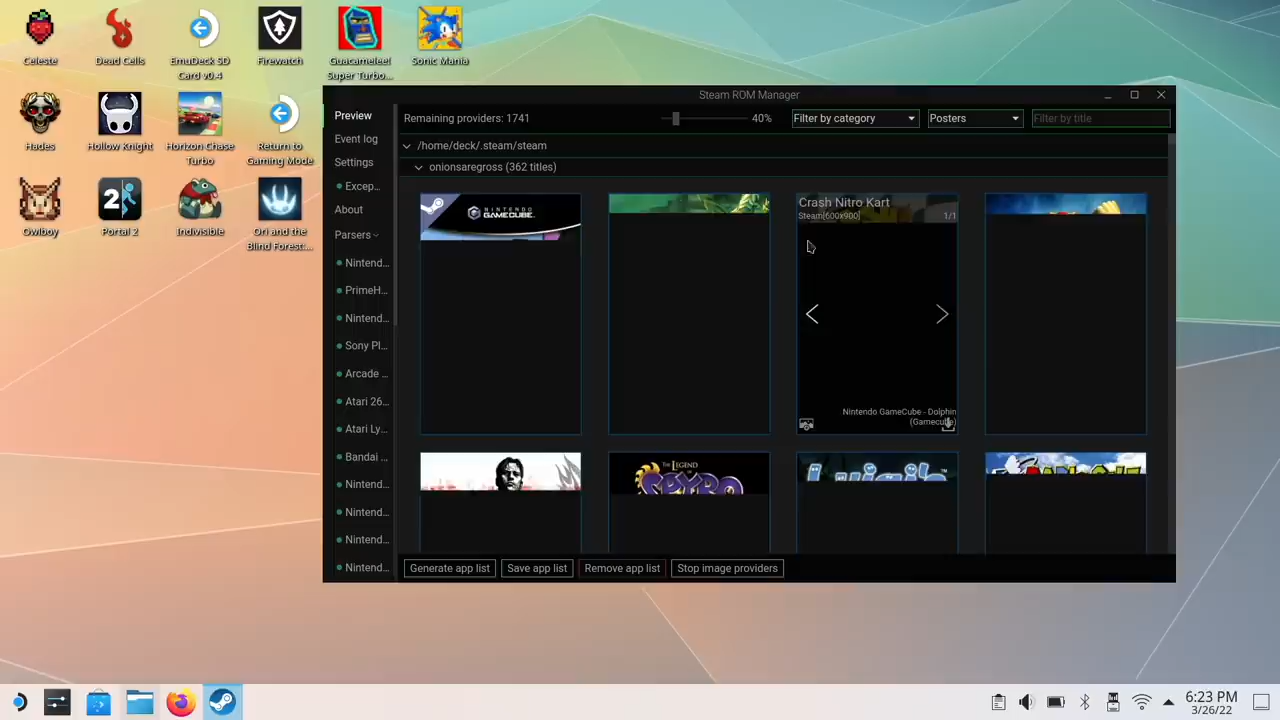 Celeste
Dead Cells
EmuDeck SD
Card v0.4
Firewatch
Guacamelee!
Super Turbo...
Sonic Mania
Hades
Hollow Knight
Horizon Chase
Turbo
Return to
Gaming Mode
Owlboy
2
Portal 2
Indivisible
Ori and the
Blind Forest:...
Steam ROM Manager
Preview
Event log
Settings
Excep...
About
Parsers
Nintend...
PrimeH...
Nintend...
Sony Pl...
Arcade ...
Atari 26...
Atari Ly...
Bandai ...
Nintend...
Nintend...
Nintend...
Nintend...
Remaining providers: 1741
40%
Filter by category
Posters
Filter by title
/home/deck/.steam/steam
onionsaregross (362 titles)
NINTENDO
GAMECUBE
Crash Nitro Kart
Steam[600x900]
1/1
Nintendo GameCube - Dolphin
(Gamecube)
THE LEGEND
OF
SPYRO
Generate app list
Save app list
Remove app list
Stop image providers
6:23 PM
3/26/22